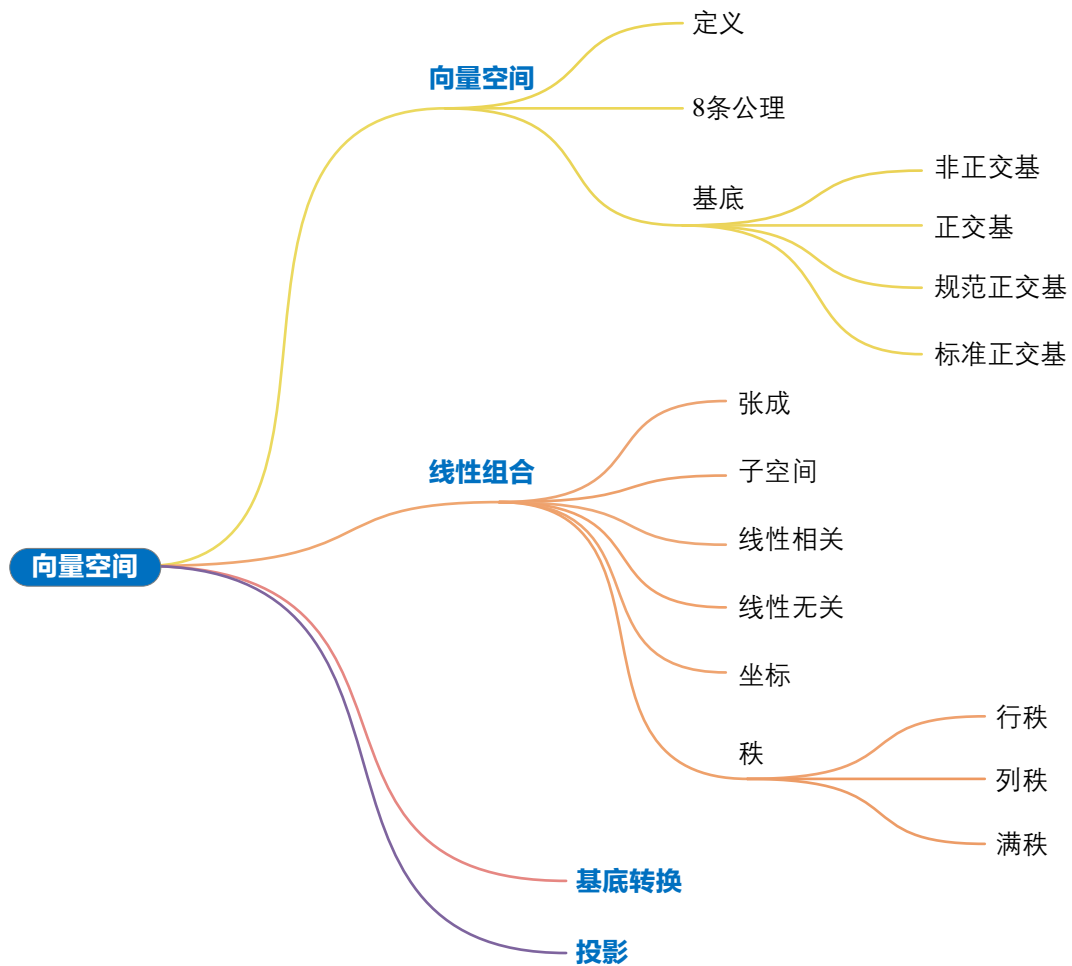 向量空间
向量空间
定义
8条公理
基底
非正交基
正交基
规范正交基
标准正交基
线性组合
张成
子空间
线性相关
线性无关
坐标
秩
行秩
列秩
满秩
基底转换
投影